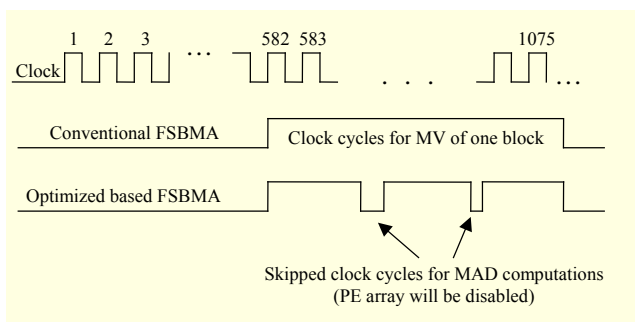 1 2 3 ... 582 583 ... 1075
Clock ...
Conventional FSBMA
Clock cycles for MV of one block
Optimized based FSBMA
Skipped clock cycles for MAD computations
(PE array will be disabled)